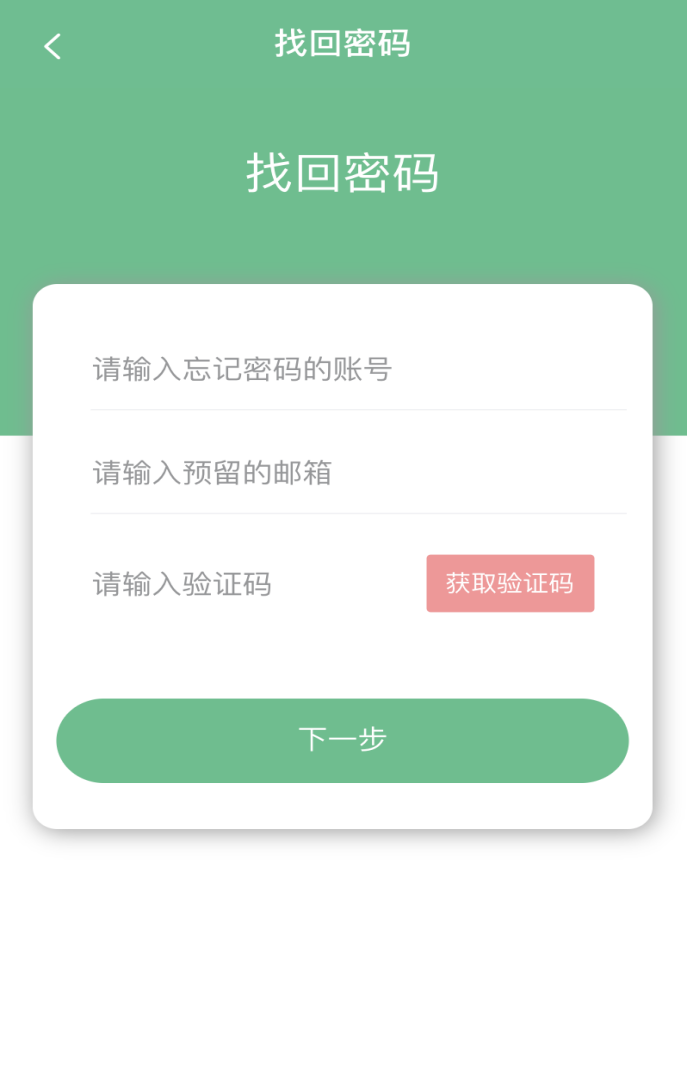 找回密码
找回密码
请输入忘记密码的账号
请输入预留的邮箱
请输入验证码
获取验证码
下一步